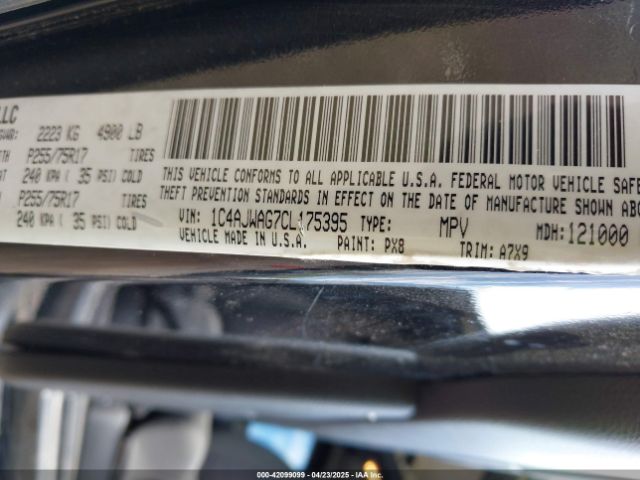 LLC
GVWR: 2223 KG 4900 LB
P255/75R17 TIRES
240 KPA ( 35 PSI) COLD
P255/75R17 TIRES
240 KPA ( 35 PSI) COLD
THIS VEHICLE CONFORMS TO ALL APPLICABLE U.S.A. FEDERAL MOTOR VEHICLE
THEFT PREVENTION STANDARDS IN EFFECT ON THE DATE OF MANUFACTURE SHOWN
VIN: 1C4AJWAG7CL175395 TYPE: MPV MDH:121000
VEHICLE MADE IN U.S.A. PAINT: PX8 TRIM: A7X9
000-42099099 04/23/2025 IAA, Inc.